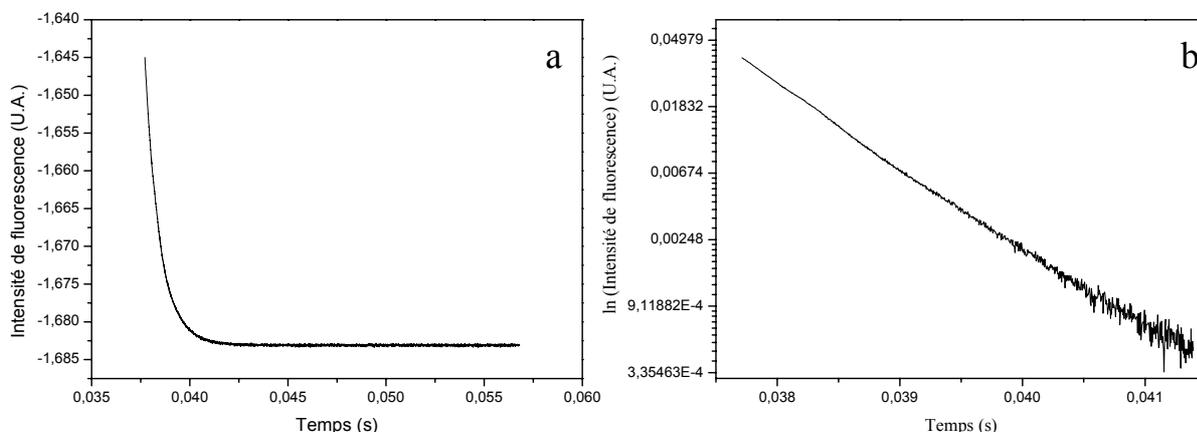 a
Intensité de fluorescence (U.A.)
-1,640
-1,645
-1,650
-1,655
-1,660
-1,665
-1,670
-1,675
-1,680
-1,685
0,035 0,040 0,045 0,050 0,055 0,060
Temps (s)
b
ln (Intensité de fluorescence) (U.A.)
0,04979
0,01832
0,00674
0,00248
9,11882E-4
3,35463E-4
0,038 0,039 0,040 0,041
Temps (s)